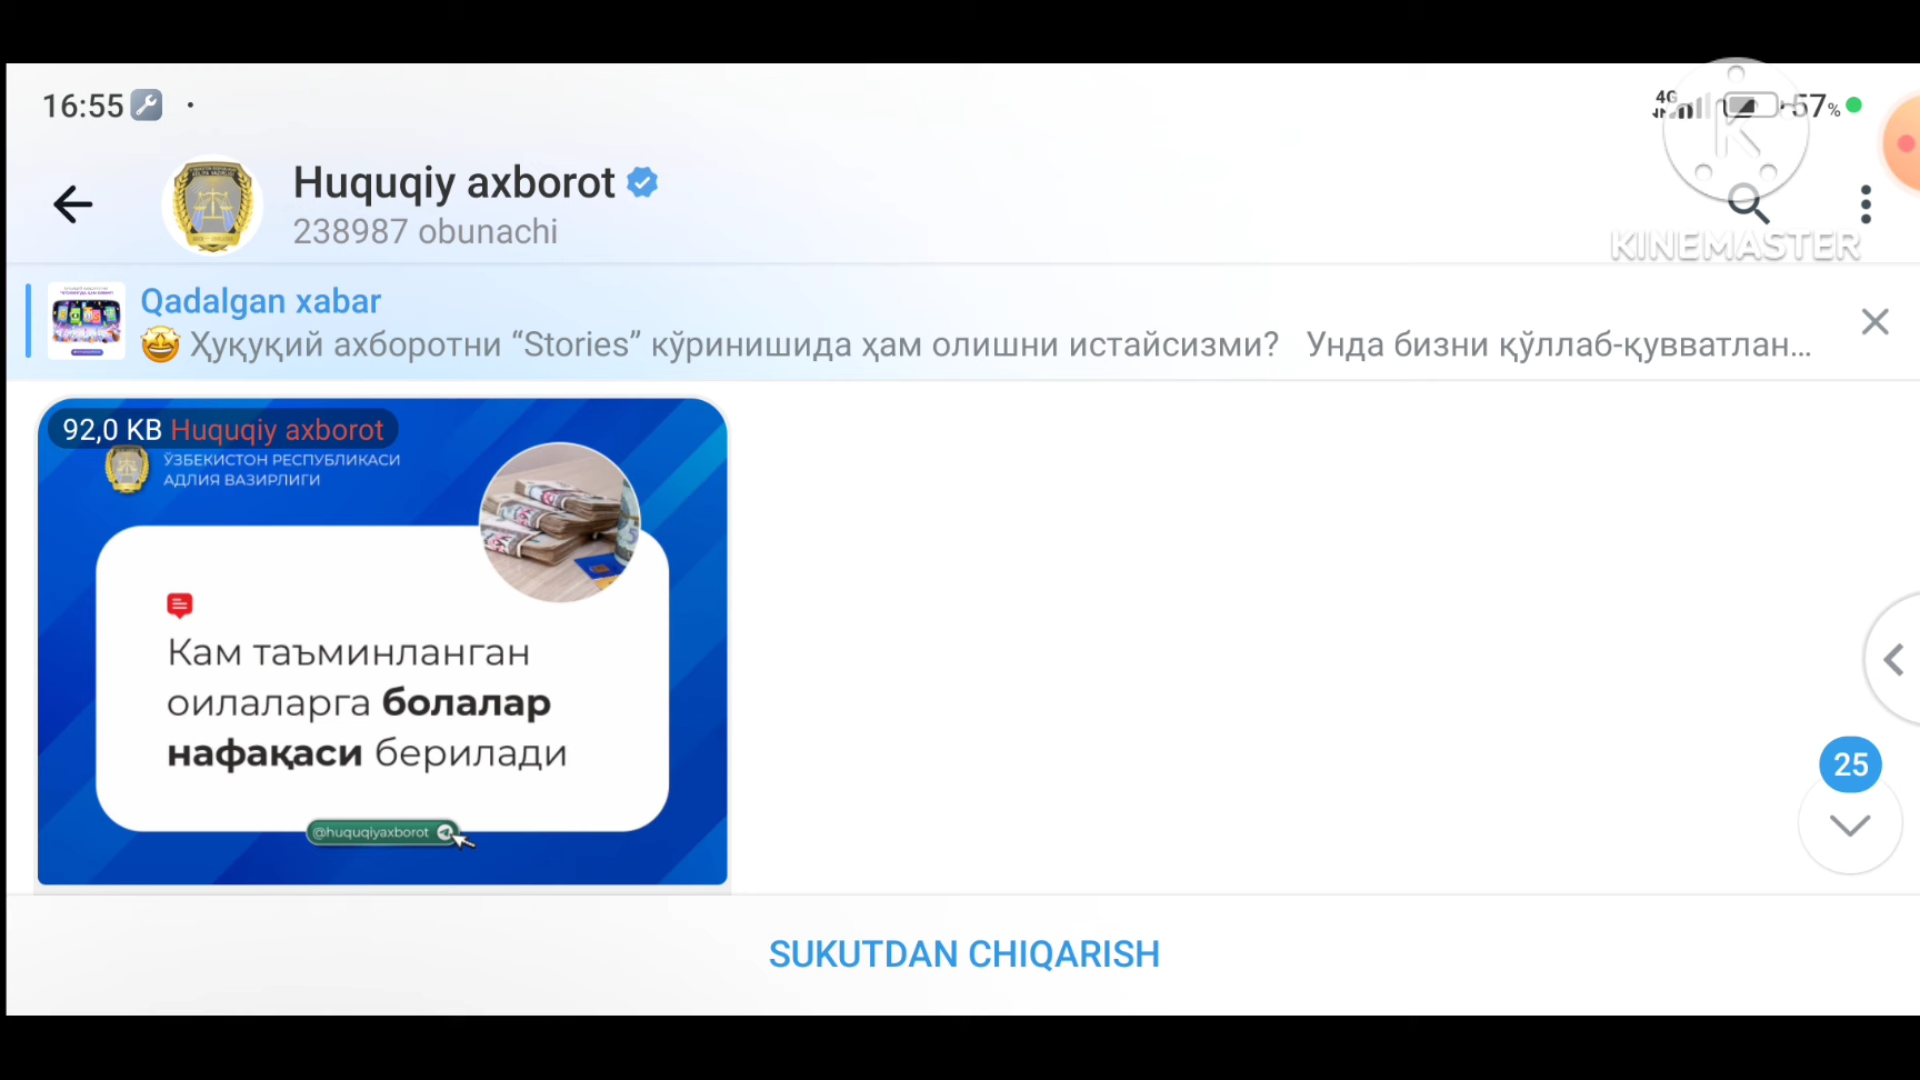 16:55
4G
57%
KINEMASTER
Huquqiy axborot
238987 obunachi
Qadalgan xabar
🤩 Ҳуқуқий ахборотни “Stories” кўринишида ҳам олишни истайсизми? Унда бизни қўллаб-қувватлан...
92,0 KB Huquqiy axborot
ЎЗБЕКИСТОН РЕСПУБЛИКАСИ
АДЛИЯ ВАЗИРЛИГИ
Кам таъминланган
оилаларга болалар
нафақаси берилади
@huquqiyaxborot
25
SUKUTDAN CHIQARISH